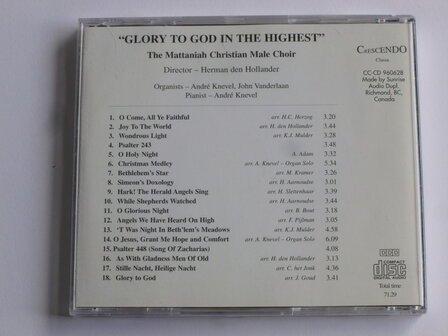 "GLORY TO GOD IN THE HIGHEST"
The Mattaniah Christian Male Choir
Director – Herman den Hollander
Organists – André Knevel, John Vanderlaan
Pianist – André Knevel
1. O Come, All Ye Faithful arr. H.C. Herzog 3.20
2. Joy To The World arr. H. den Hollander 3.44
3. Wondrous Light arr. K.J. Mulder 3.28
4. Psalter 243 3.48
5. O Holy Night A. Adam 5.32
6. Christmas Medley arr. A. Knevel – Organ Solo 5.34
7. Bethlehem's Star arr. M. Kramer 3.26
8. Simeon's Doxology arr. H. Aarnoudse 3.31
9. Hark! The Herald Angels Sing arr. H. Slettenhaar 3.39
10. While Shepherds Watched arr. H. Aarnoudse 3.44
11. O Glorious Night arr. B. Bout 3.18
12. Angels We Have Heard On High arr. F. Pijlman 3.05
13. 'T Was Night In Beth'lem's Meadows arr. K.J. Mulder 4.58
14. O Jesus, Grant Me Hope and Comfort arr. A. Knevel – Organ Solo 6.09
15. Psalter 448 (Song Of Zacharias) 4.08
16. As With Gladness Men Of Old arr. H. den Hollander 3.13
17. Stille Nacht, Heilige Nacht arr. C. het Jonk 4.36
18. Glory to God arr. J. Goud 3.41
CRESCENDO
Classa
CC-CD 960628
Made by Sunrise
Audio Dupl.
Richmond, BC,
Canada
COMPACT
disc
DIGITAL AUDIO
Total time
71.29